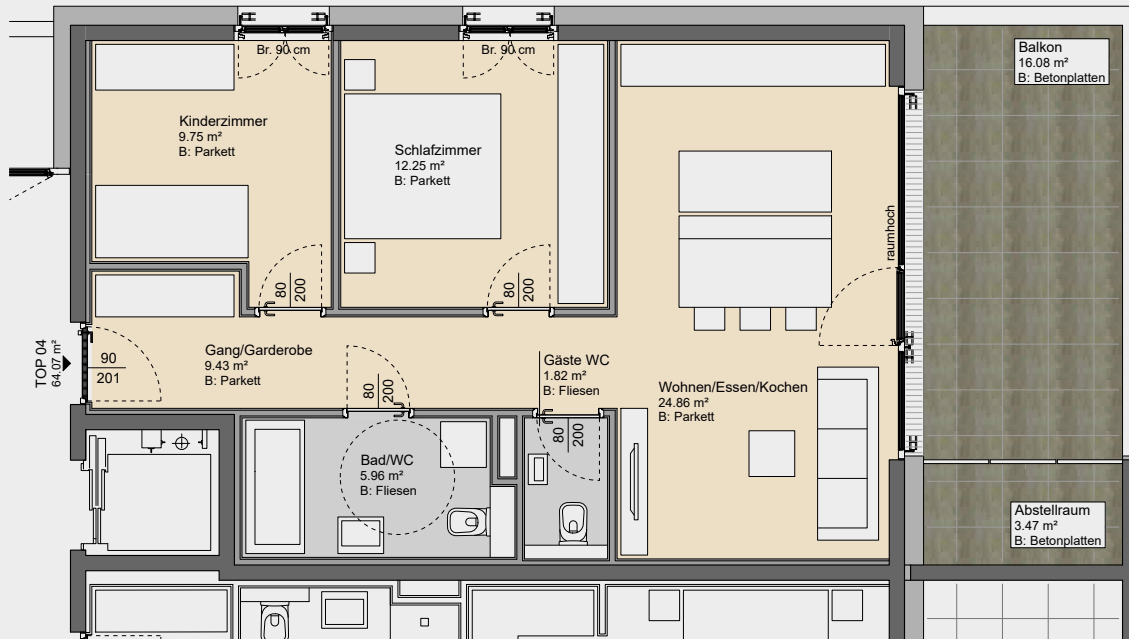 Br. 90 cm
Br. 90 cm
Balkon
16.08 m²
B: Betonplatten
Kinderzimmer
9.75 m²
B: Parkett
Schlafzimmer
12.25 m²
B: Parkett
raumhoch
80
200
80
200
TOP 04
64.07 m²
90
201
Gang/Garderobe
9.43 m²
B: Parkett
80
200
Gäste WC
1.82 m²
B: Fliesen
Wohnen/Essen/Kochen
24.86 m²
B: Parkett
80
200
Bad/WC
5.96 m²
B: Fliesen
Abstellraum
3.47 m²
B: Betonplatten